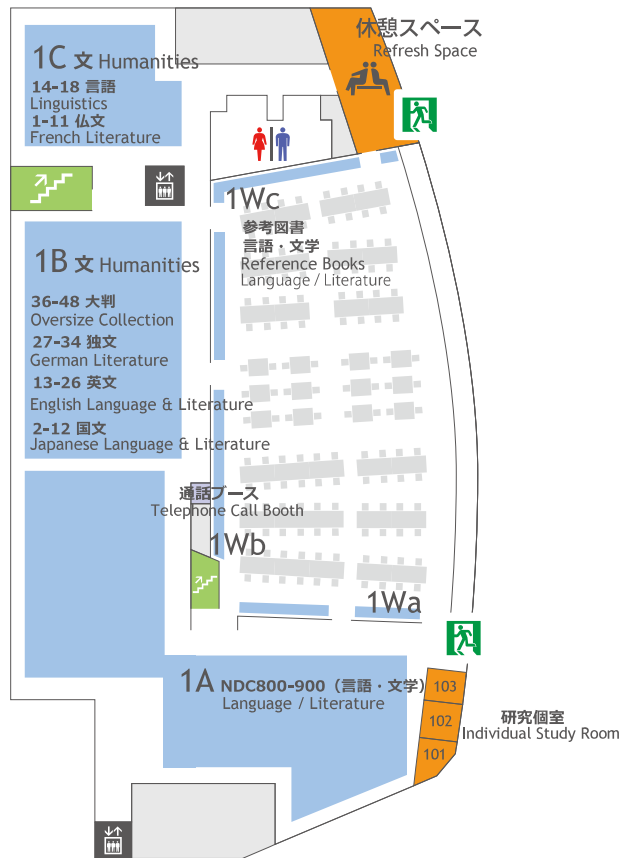 休憩スペース
Refresh Space
1C 文 Humanities
14-18 言語
Linguistics
1-11 仏文
French Literature
1Wc
参考図書
言語・文学
Reference Books
Language / Literature
1B 文 Humanities
36-48 大判
Oversize Collection
27-34 独文
German Literature
13-26 英文
English Language & Literature
2-12 国文
Japanese Language & Literature
通話ブース
Telephone Call Booth
1Wb
1Wa
1A NDC800-900（言語・文学）
Language / Literature
103
102
101
研究個室
Individual Study Room